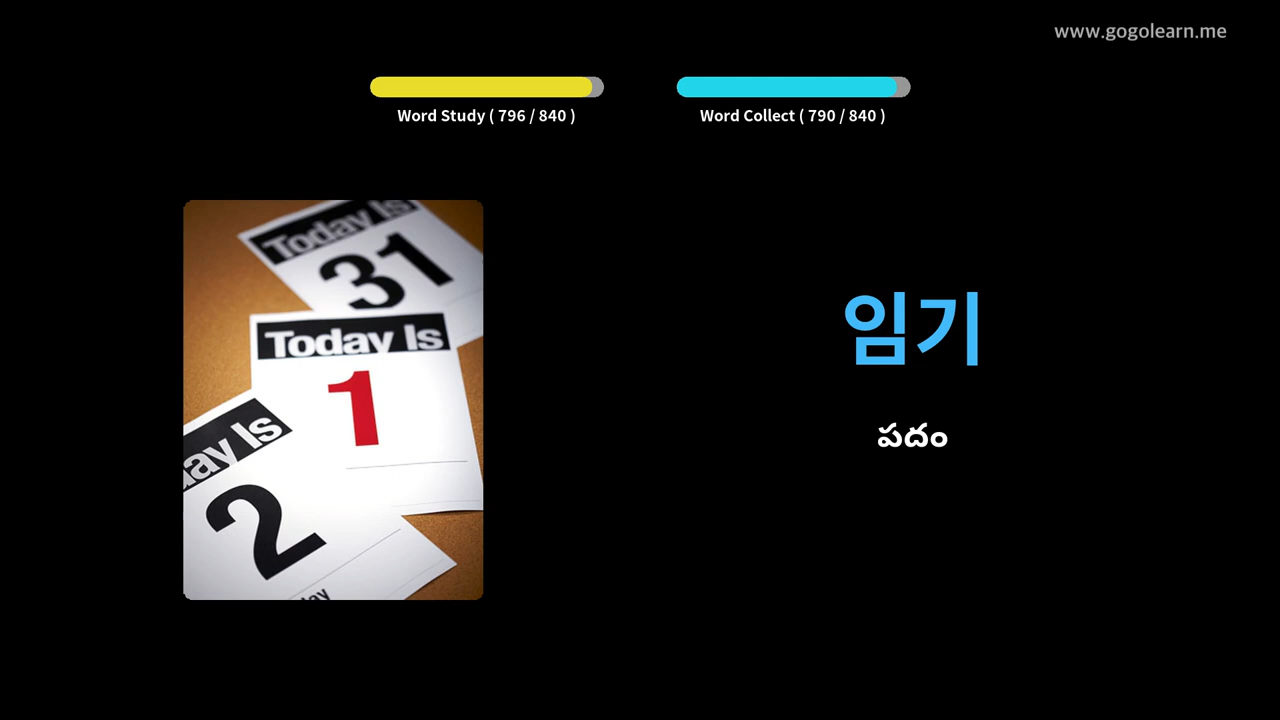 www.gogolearn.me
Word Study ( 796 / 840 )
Word Collect ( 790 / 840 )
Today Is
31
Today Is
1
ay Is
2
ay
임기
పదం